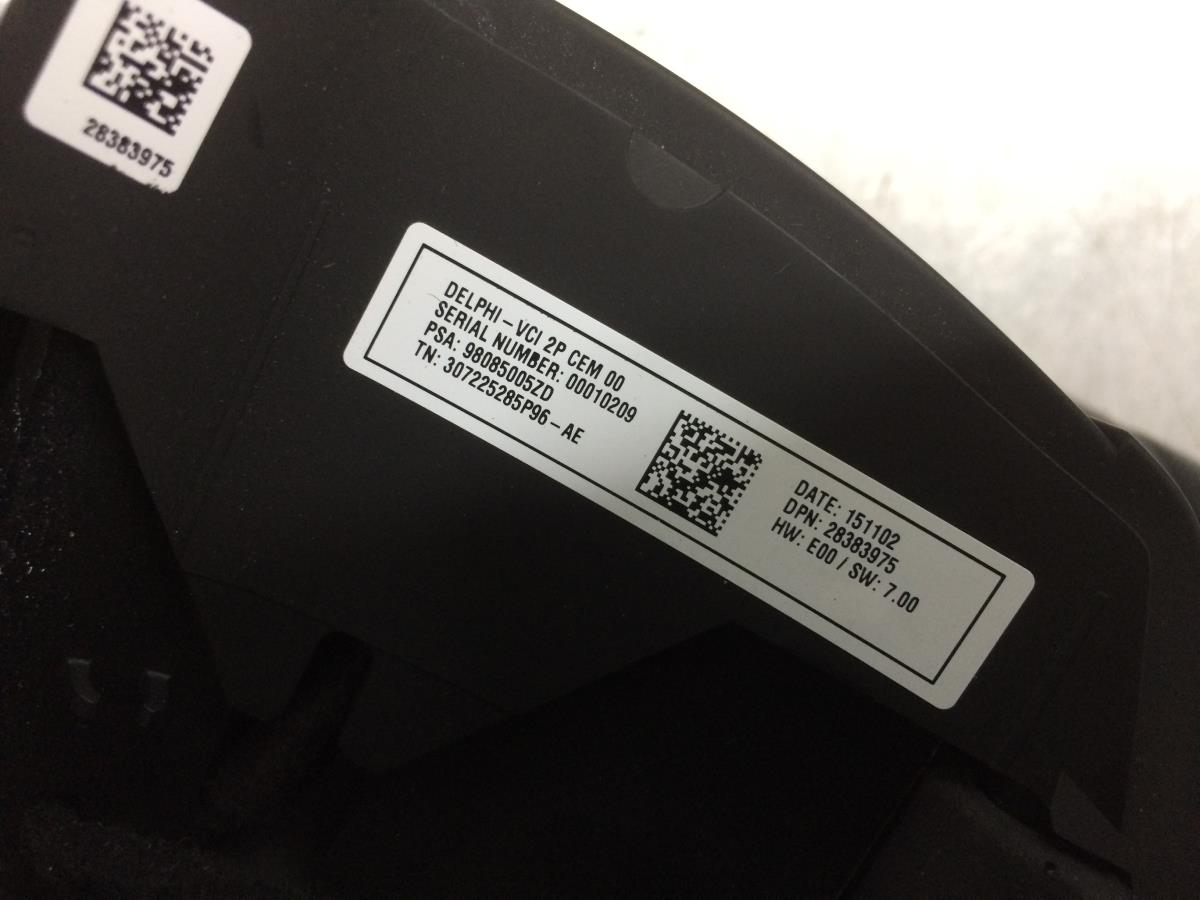 28383975
DELPHI-VCI 2P CEM 00
SERIAL NUMBER: 00010209
PSA: 98085005ZD
TN: 307225285P96-AE
DATE: 151102
DPN: 28383975
HW: E00 / SW: 7.00